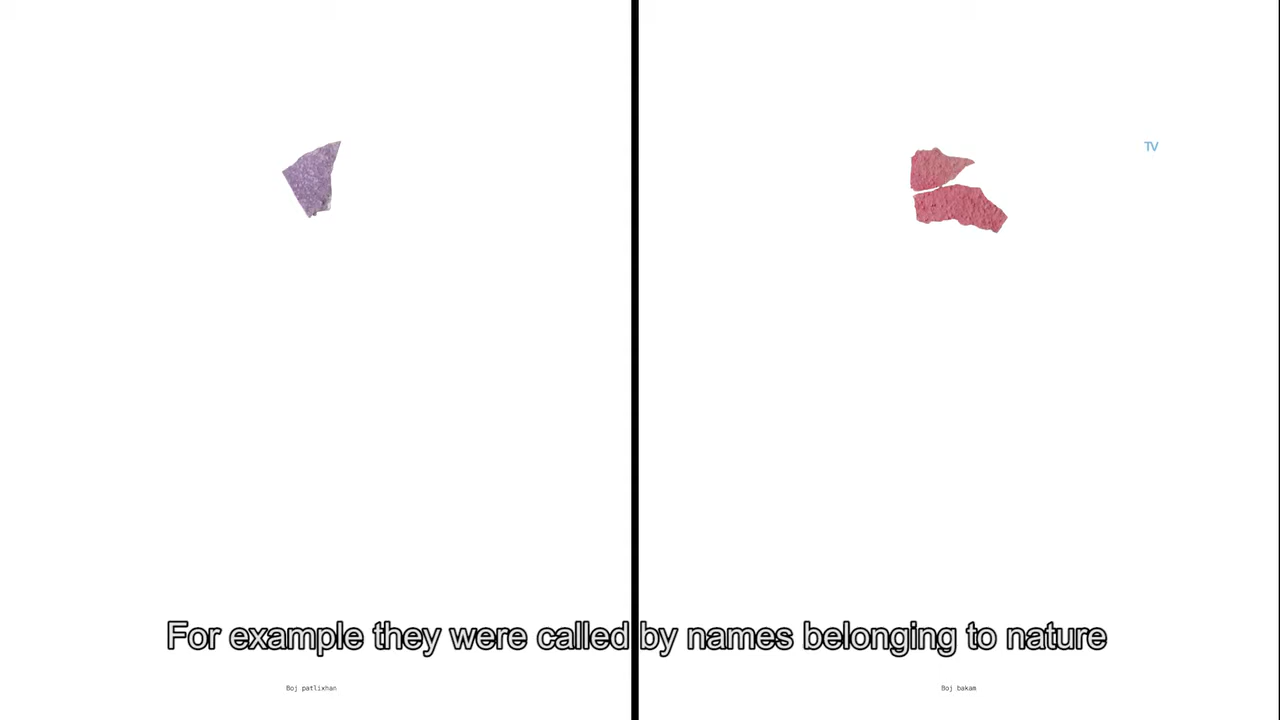 TV
For example they were called by names belonging to nature
Boj patlixhan
Boj bakam